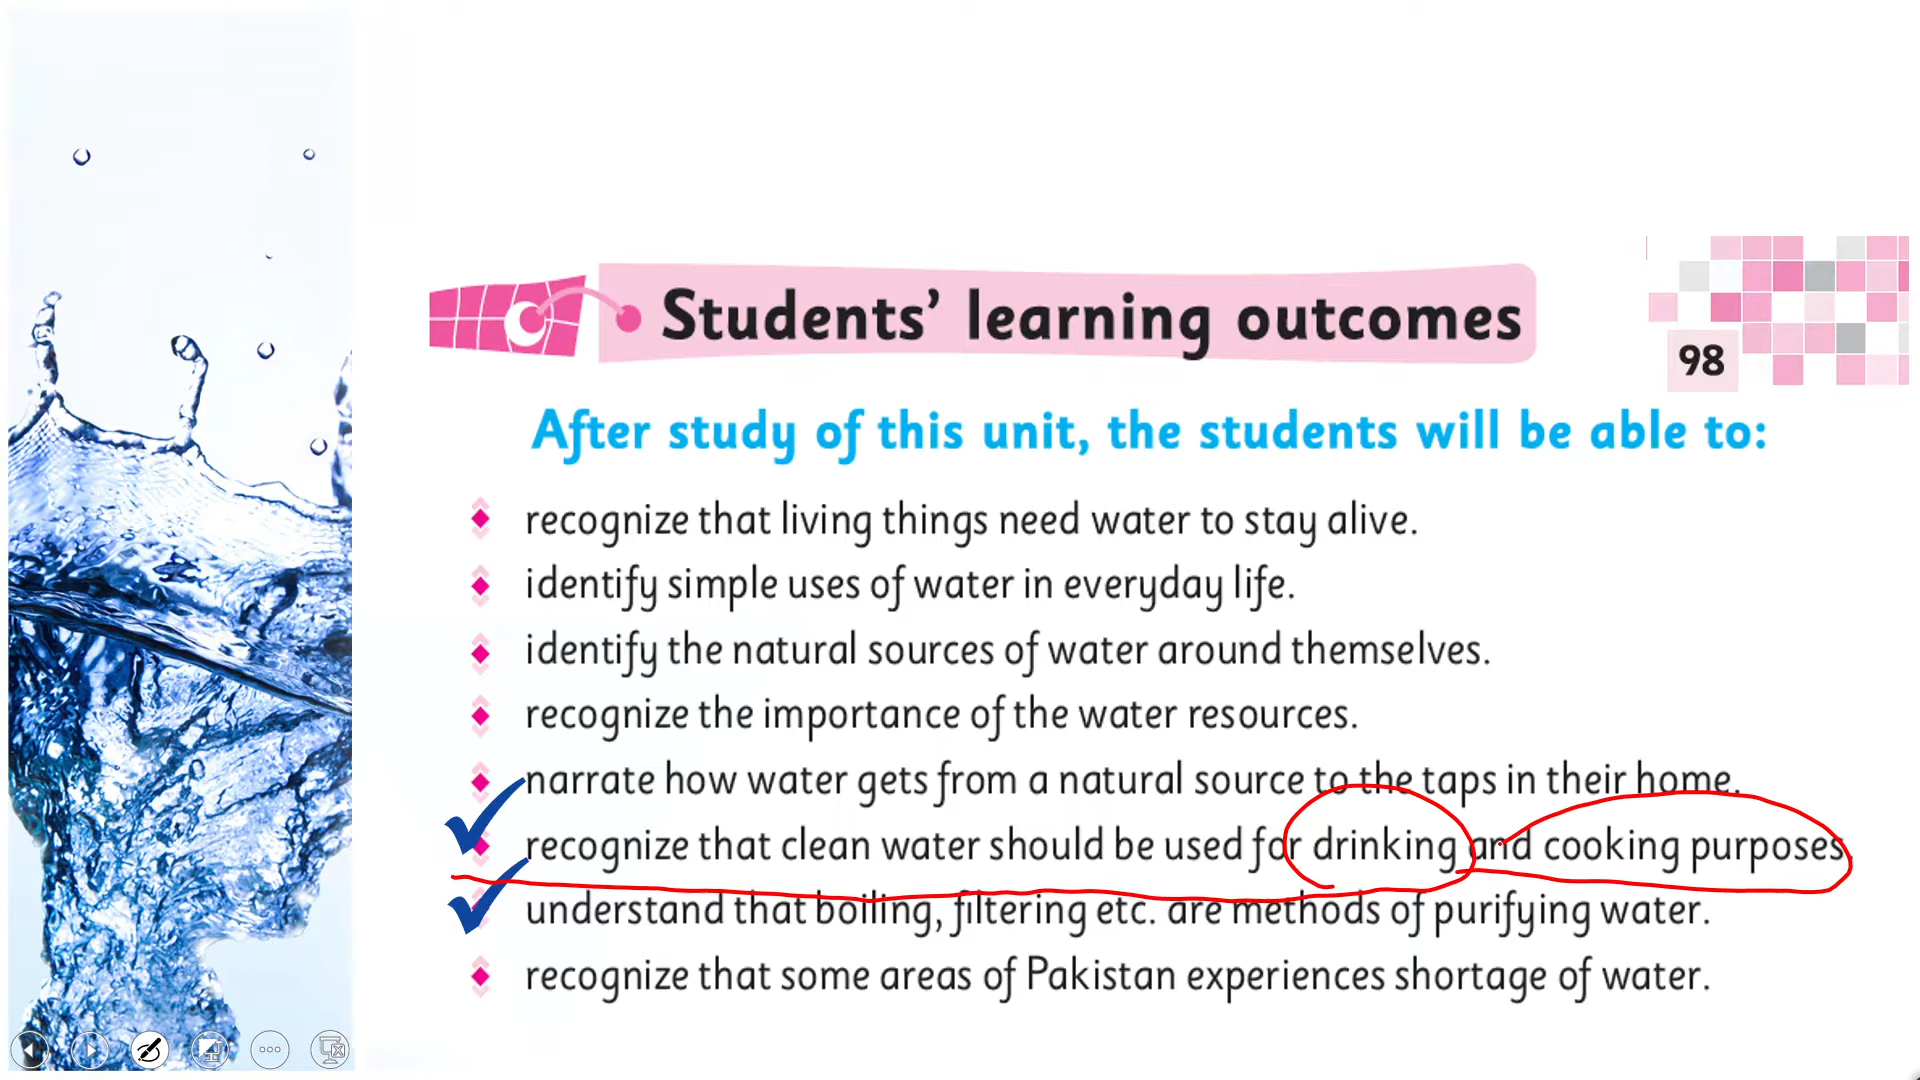 Students' learning outcomes
98
After study of this unit, the students will be able to:
recognize that living things need water to stay alive.
identify simple uses of water in everyday life.
identify the natural sources of water around themselves.
recognize the importance of the water resources.
narrate how water gets from a natural source to the taps in their home.
recognize that clean water should be used for drinking and cooking purposes.
understand that boiling, filtering etc. are methods of purifying water.
recognize that some areas of Pakistan experiences shortage of water.